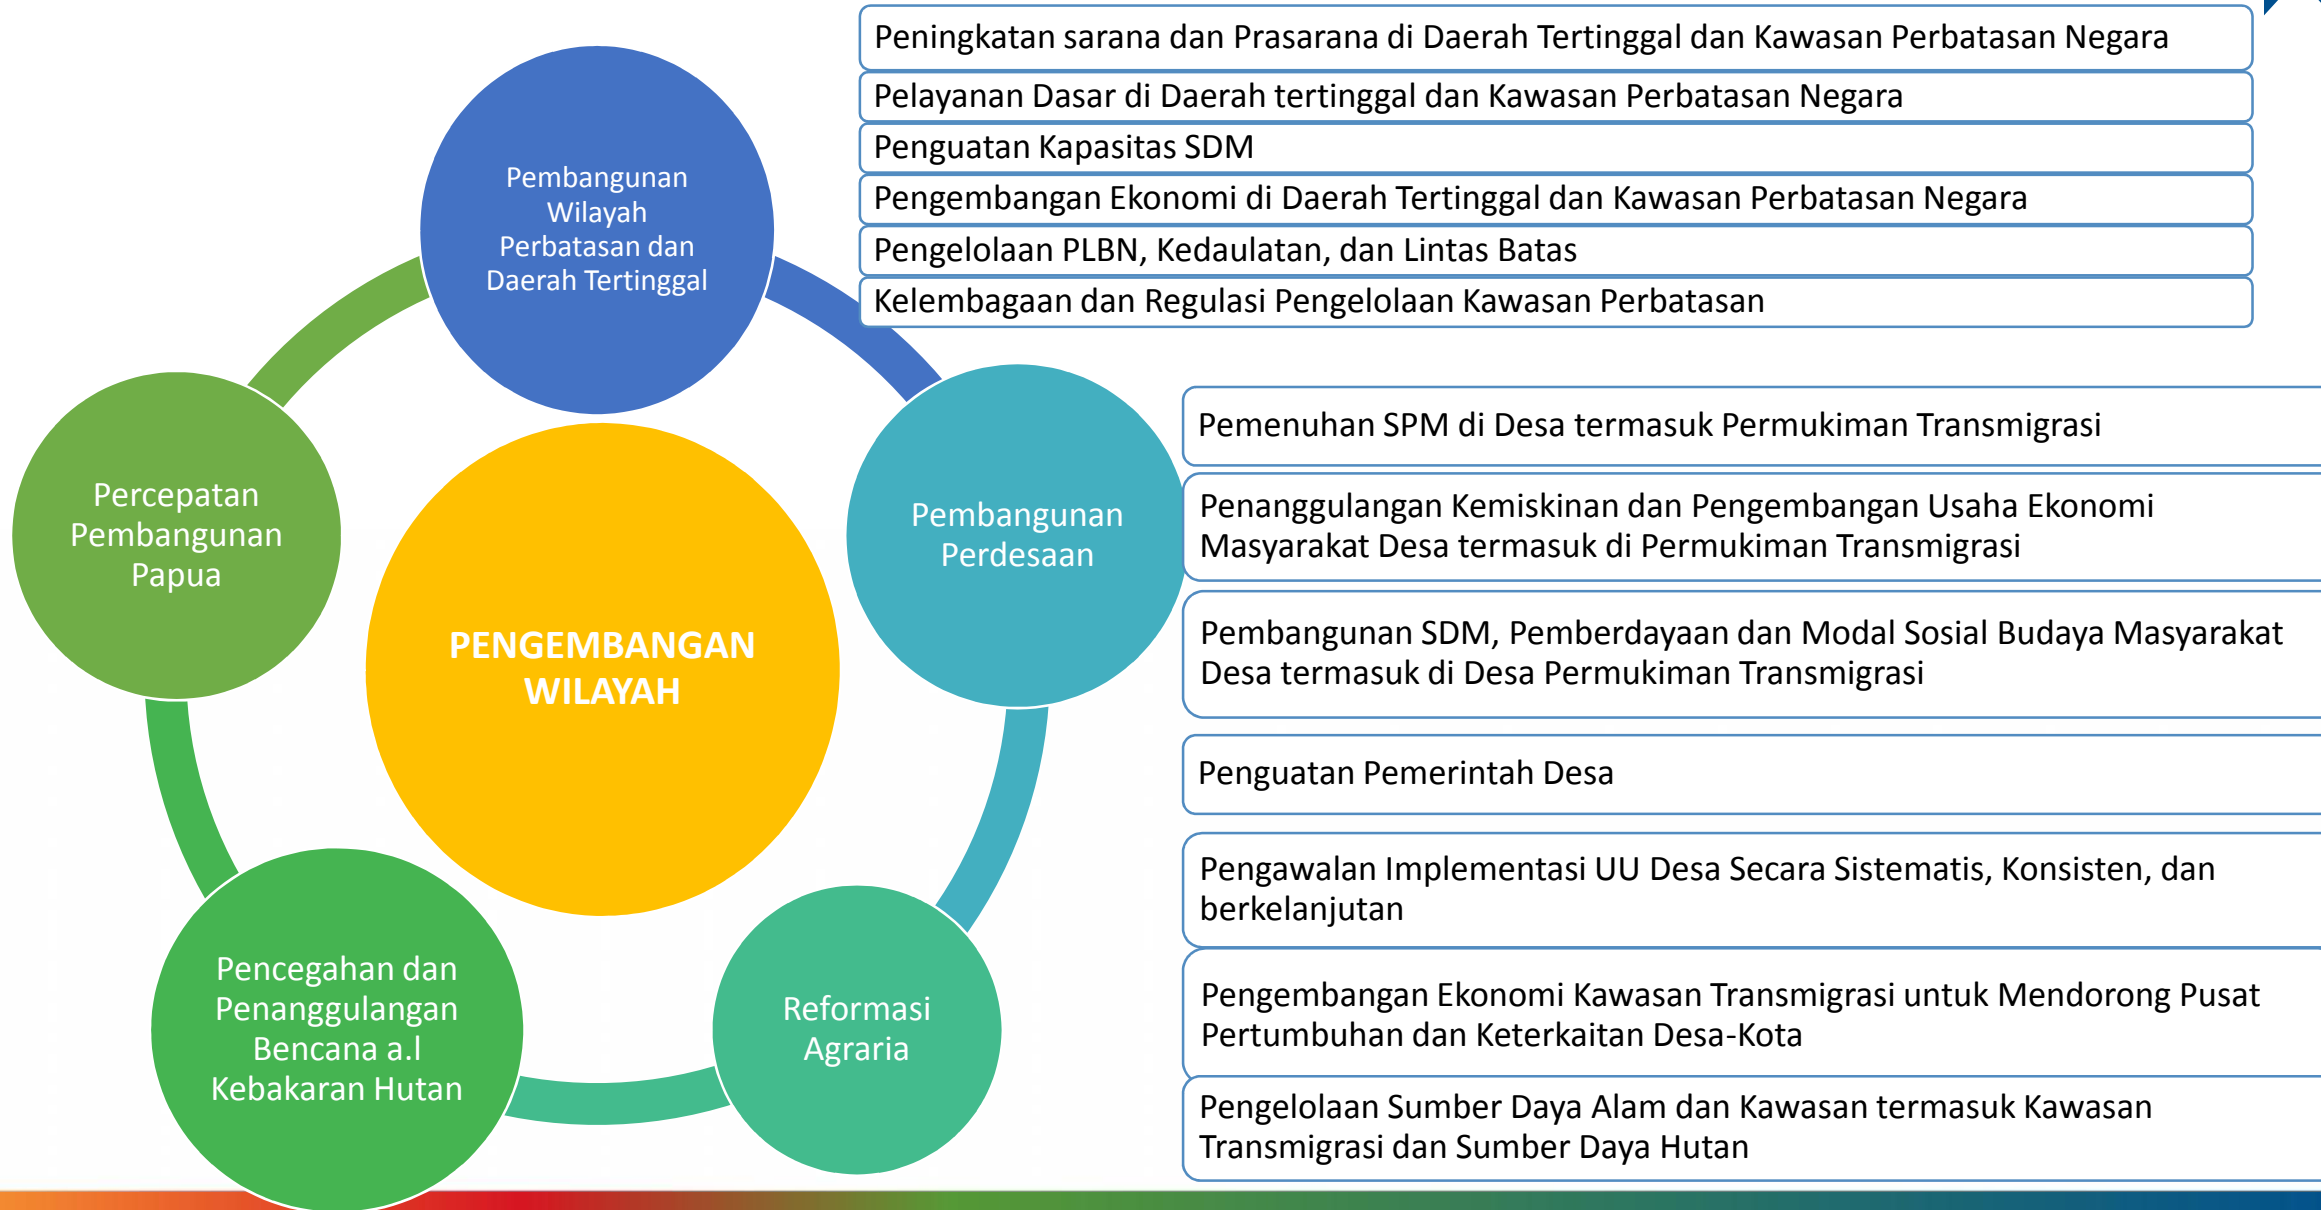 Peningkatan sarana dan Prasarana di Daerah Tertinggal dan Kawasan Perbatasan Negara
Pelayanan Dasar di Daerah tertinggal dan Kawasan Perbatasan Negara
Penguatan Kapasitas SDM
Pengembangan Ekonomi di Daerah Tertinggal dan Kawasan Perbatasan Negara
Pengelolaan PLBN, Kedaulatan, dan Lintas Batas
Kelembagaan dan Regulasi Pengelolaan Kawasan Perbatasan
Pembangunan
Wilayah
Perbatasan dan
Daerah Tertinggal
Percepatan
Pembangunan
Papua
PENGEMBANGAN
WILAYAH
Pembangunan
Perdesaan
Pemenuhan SPM di Desa termasuk Permukiman Transmigrasi
Penanggulangan Kemiskinan dan Pengembangan Usaha Ekonomi
Masyarakat Desa termasuk di Permukiman Transmigrasi
Pembangunan SDM, Pemberdayaan dan Modal Sosial Budaya Masyarakat
Desa termasuk di Desa Permukiman Transmigrasi
Penguatan Pemerintah Desa
Pengawalan Implementasi UU Desa Secara Sistematis, Konsisten, dan
berkelanjutan
Pengembangan Ekonomi Kawasan Transmigrasi untuk Mendorong Pusat
Pertumbuhan dan Keterkaitan Desa-Kota
Pengelolaan Sumber Daya Alam dan Kawasan termasuk Kawasan
Transmigrasi dan Sumber Daya Hutan
Pencegahan dan
Penanggulangan
Bencana a.l
Kebakaran Hutan
Reformasi
Agraria